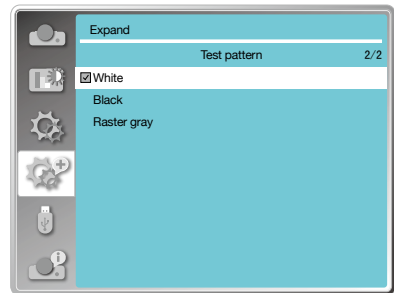 Expand
Test pattern 2/2
White
Black
Raster gray